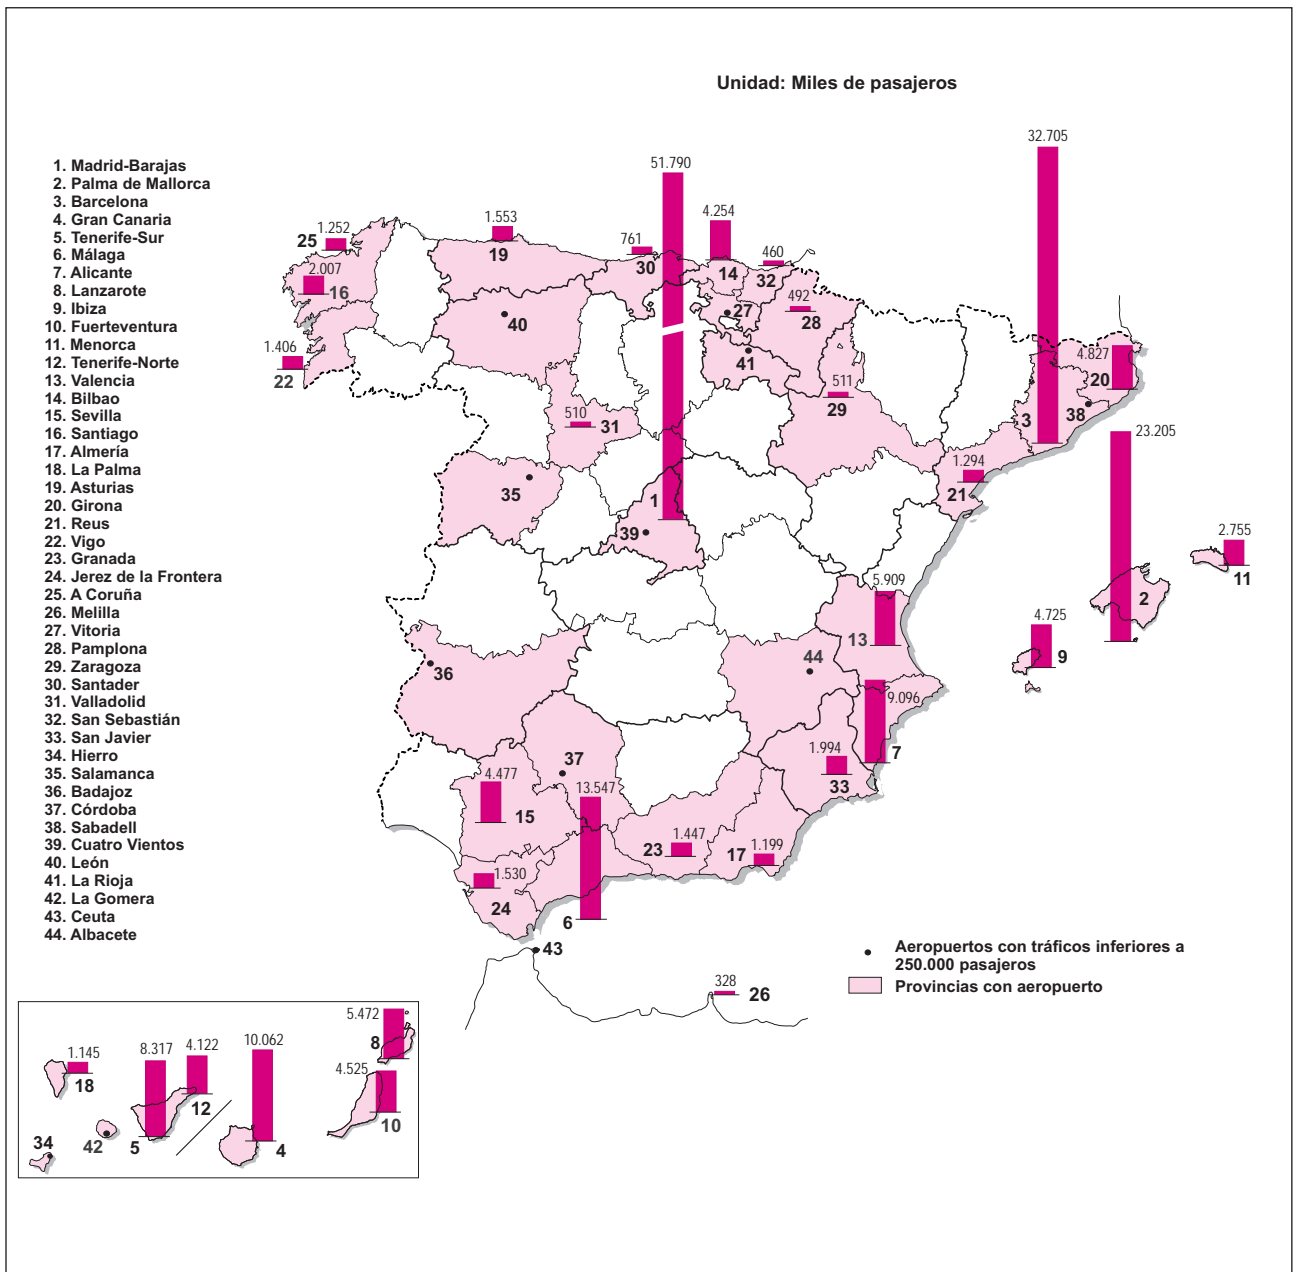 Unidad: Miles de pasajeros
1. Madrid-Barajas
2. Palma de Mallorca
3. Barcelona
4. Gran Canaria
5. Tenerife-Sur
6. Málaga
7. Alicante
8. Lanzarote
9. Ibiza
10. Fuerteventura
11. Menorca
12. Tenerife-Norte
13. Valencia
14. Bilbao
15. Sevilla
16. Santiago
17. Almería
18. La Palma
19. Asturias
20. Girona
21. Reus
22. Vigo
23. Granada
24. Jerez de la Frontera
25. A Coruña
26. Melilla
27. Vitoria
28. Pamplona
29. Zaragoza
30. Santader
31. Valladolid
32. San Sebastián
33. San Javier
34. Hierro
35. Salamanca
36. Badajoz
37. Córdoba
38. Sabadell
39. Cuatro Vientos
40. León
41. La Rioja
42. La Gomera
43. Ceuta
44. Albacete
32.705
51.790
4.254
1.553
1.252
25
761
460
19
30
14
32
2.007
16
492
27
28
40
1.406
22
4.827
20
41
511
29
38
3
510
31
23.205
1.294
21
35
1
39
2.755
11
5.909
13
2
4.725
9
44
36
9.096
7
1.994
33
37
4.477
15
13.547
1.447
23
1.199
17
1.530
24
6
43
Aeropuertos con tráficos inferiores a
250.000 pasajeros
Provincias con aeropuerto
328
26
5.472
8
1.145
18
8.317
4.122
12
10.062
4.525
10
34
42
5
4